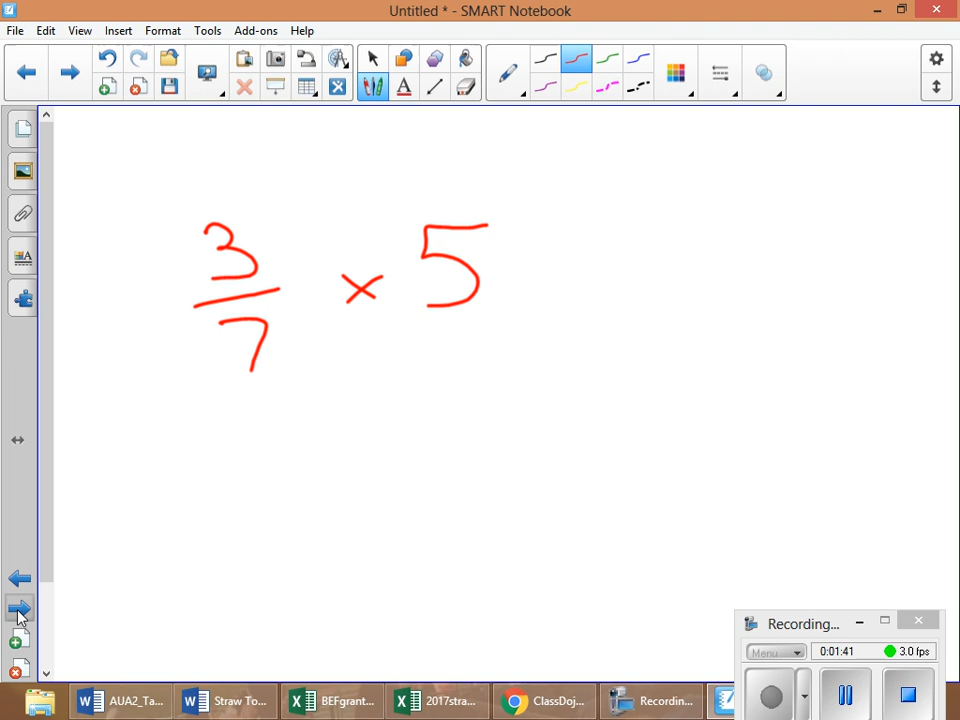 Untitled * - SMART Notebook
File Edit View Insert Format Tools Add-ons Help
3
7
× 5
Recording...
Menu 0:01:41 3.0 fps
AUA2_Ta... Straw To... BEFgrant... 2017stra... ClassDoj... Recording...